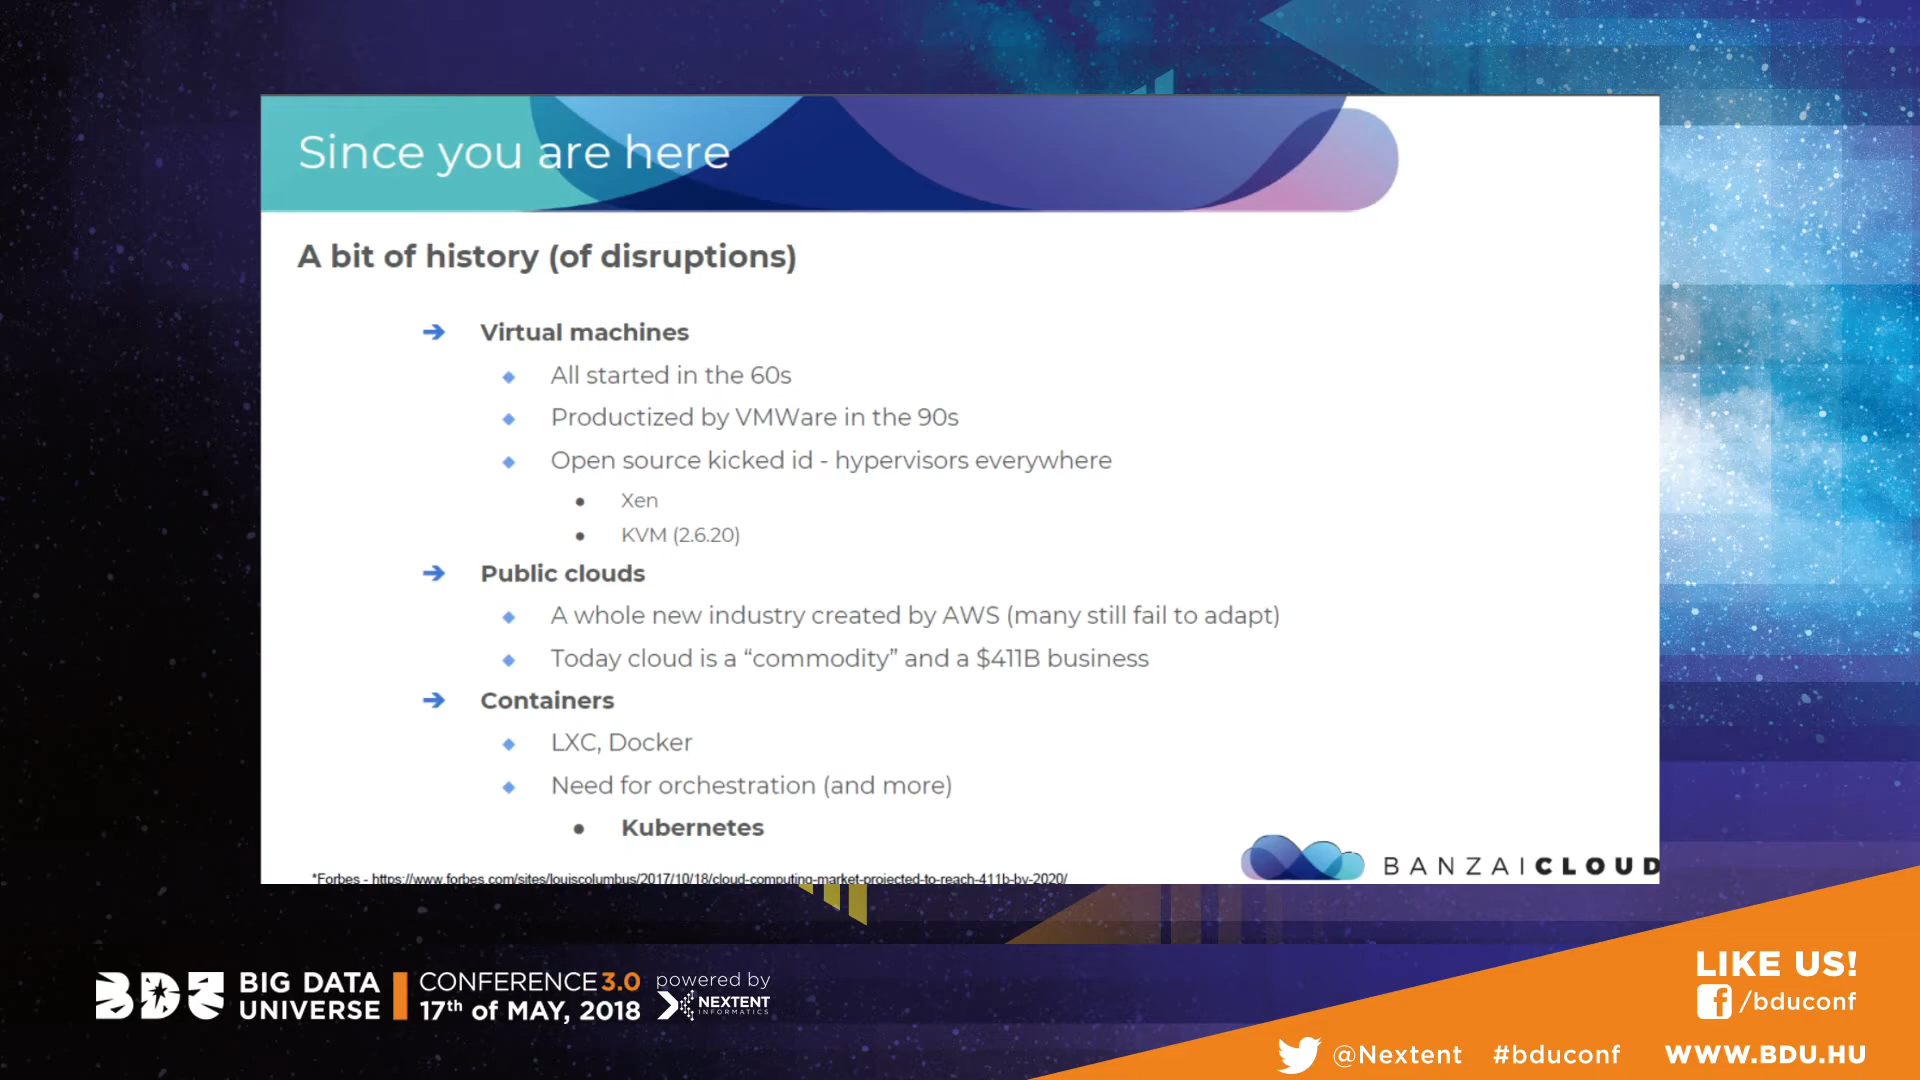 Since you are here
A bit of history (of disruptions)
➔ Virtual machines
◆ All started in the 60s
◆ Productized by VMWare in the 90s
◆ Open source kicked id - hypervisors everywhere
● Xen
● KVM (2.6.20)
➔ Public clouds
◆ A whole new industry created by AWS (many still fail to adapt)
◆ Today cloud is a “commodity” and a $411B business
➔ Containers
◆ LXC, Docker
◆ Need for orchestration (and more)
● Kubernetes
*Forbes - https://www.forbes.com/sites/louiscolumbus/2017/10/18/cloud-computing-market-projected-to-reach-411b-by-2020/
BANZAICLOUD
BDU BIG DATA UNIVERSE
CONFERENCE 3.0
17th of MAY, 2018
powered by
NEXTENT
INFORMATICS
LIKE US!
f /bduconf
@Nextent #bduconf WWW.BDU.HU